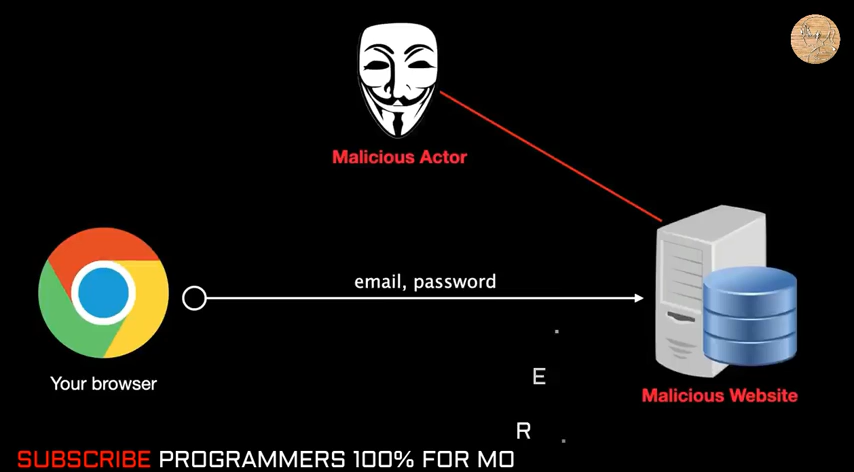 Malicious Actor
email, password
Your browser
Malicious Website
E
R
SUBSCRIBE PROGRAMMERS 100% FOR MO